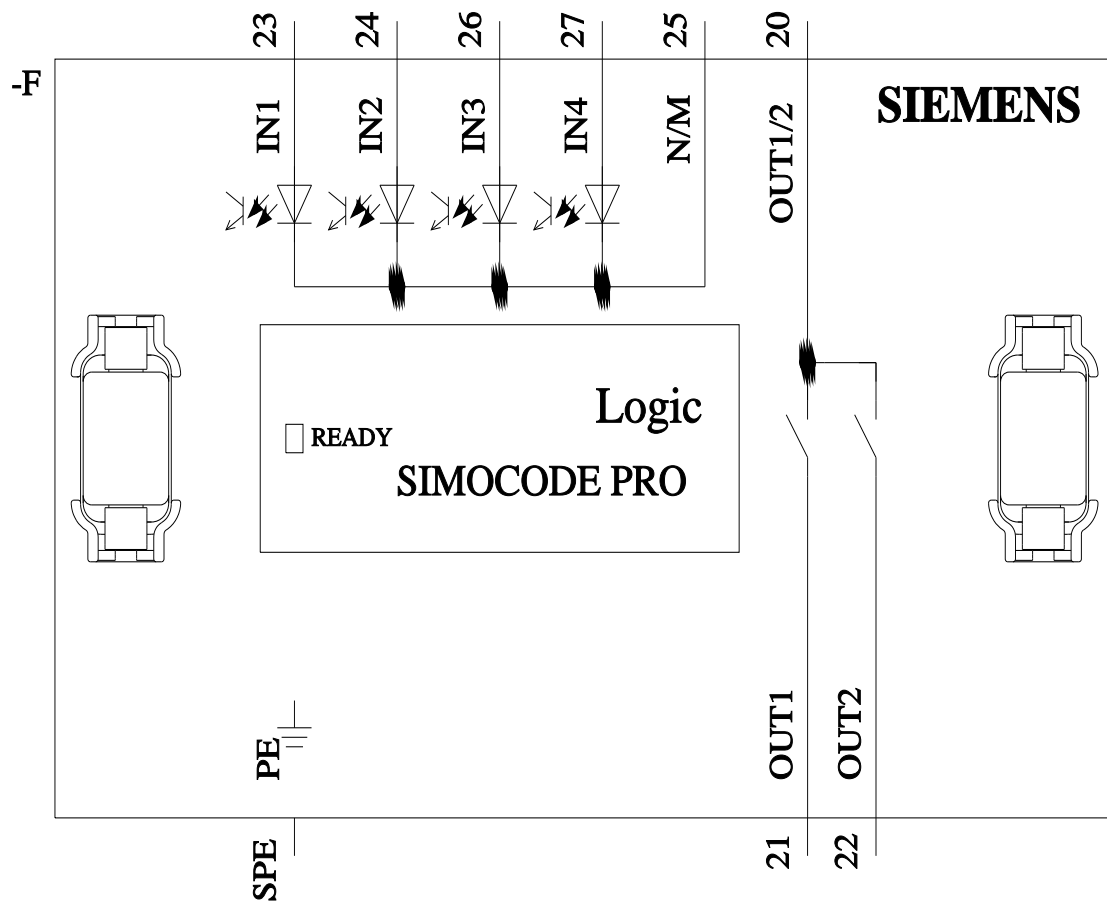 23
24
26
27
25
20
-F
SIEMENS
IN1
IN2
IN3
IN4
N/M
OUT1/2
Logic
READY
SIMOCODE PRO
PE
OUT1
OUT2
SPE
21
22